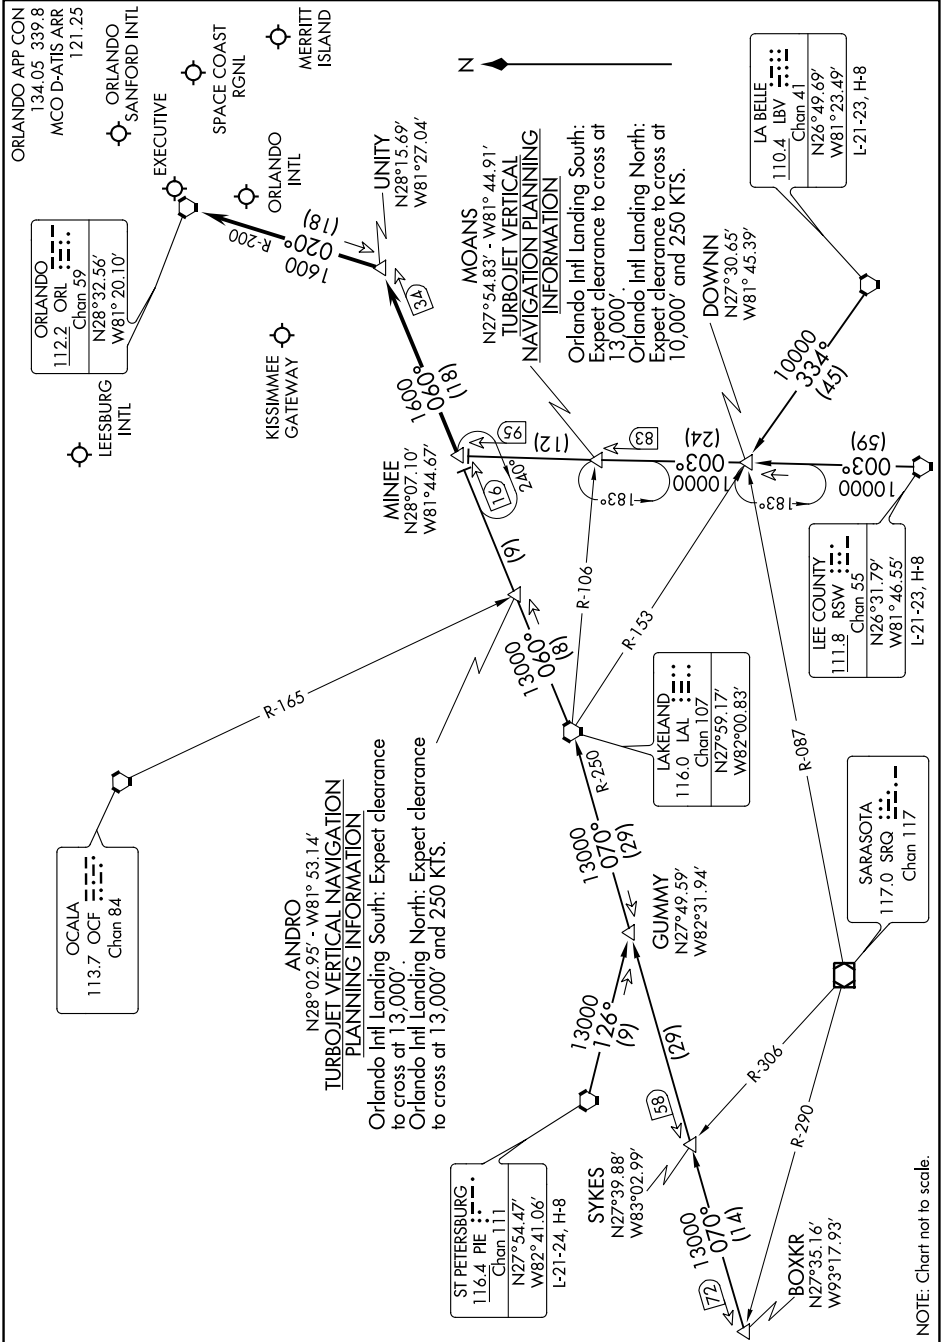 ORLANDO APP CON
134.05 339.8
MCO D-ATIS ARR
121.25
ORLANDO
SANFORD INTL
MERRITT
ISLAND
SPACE COAST
RGNL
EXECUTIVE
ORLANDO
INTL
N
ORLANDO
112.2 ORL
Chan 59
N28°32.56'
W81° 20.10'
LEESBURG
INTL
KISSIMMEE
GATEWAY
R-200
1600
020°
(18)
UNITY
N28°15.69'
W81°27.04'
34
1600
060°
(18)
MOANS
N27°54.83' - W81° 44.91'
TURBOJET VERTICAL
NAVIGATION PLANNING
INFORMATION
Orlando Intl Landing South:
Expect clearance to cross at
13,000'.
Orlando Intl Landing North:
Expect clearance to cross at
10,000' and 250 KTS.
LA BELLE
110.4 LBV
Chan 41
N26°49.69'
W81°23.49'
L-21-23, H-8
DOWNN
N27°30.65'
W81° 45.39'
10000
334°
(45)
MINEE
N28°07.10'
W81°44.67'
16
240°
95
(12)
83
183°
(24)
003°
10000
183°
(59)
003°
10000
(9)
R-106
R-153
R-165
13000
060°
(8)
LEE COUNTY
111.8 RSW
Chan 55
N26°31.79'
W81°46.55'
L-21-23, H-8
LAKELAND
116.0 LAL
Chan 107
N27°59.17'
W82°00.83'
R-087
OCALA
113.7 OCF
Chan 84
ANDRO
N28°02.95' - W81° 53.14'
TURBOJET VERTICAL NAVIGATION
PLANNING INFORMATION
Orlando Intl Landing South: Expect clearance
to cross at 13,000'.
Orlando Intl Landing North: Expect clearance
to cross at 13,000' and 250 KTS.
R-250
13000
070°
(29)
GUMMY
N27°49.59'
W82°31.94'
SARASOTA
117.0 SRQ
Chan 117
13000
126°
(9)
(29)
R-306
R-290
ST PETERSBURG
116.4 PIE
Chan 111
N27°54.47'
W82°41.06'
L-21-24, H-8
58
SYKES
N27°39.88'
W83°02.99'
13000
070°
(14)
72
BOXKR
N27°35.16'
W93°17.93'
NOTE: Chart not to scale.